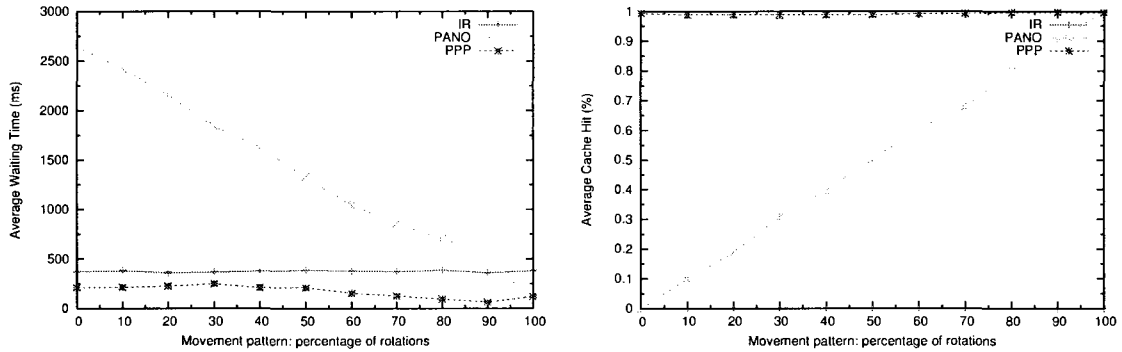 3000
2500
2000
1500
1000
500
0
Average Waiting Time (ms)
IR
PANO
PPP
0 10 20 30 40 50 60 70 80 90 100
Movement pattern: percentage of rotations
1
0.9
0.8
0.7
0.6
0.5
0.4
0.3
0.2
0.1
0
Average Cache Hit (%)
IR
PANO
PPP
0 10 20 30 40 50 60 70 80 90 100
Movement pattern: percentage of rotations